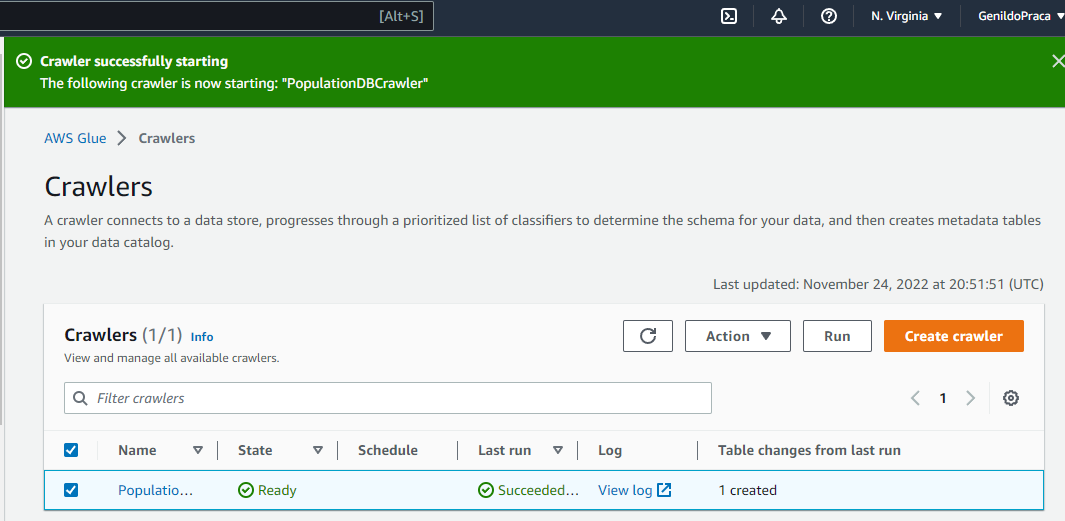 [Alt+S]
N. Virginia
GenildoPraca
Crawler successfully starting
The following crawler is now starting: "PopulationDBCrawler"
AWS Glue
Crawlers
Crawlers
A crawler connects to a data store, progresses through a prioritized list of classifiers to determine the schema for your data, and then creates metadata tables
in your data catalog.
Last updated: November 24, 2022 at 20:51:51 (UTC)
Crawlers (1/1) Info
Action
Run
Create crawler
View and manage all available crawlers.
Filter crawlers
1
Name
State
Schedule
Last run
Log
Table changes from last run
Populatio...
Ready
Succeeded...
View log
1 created